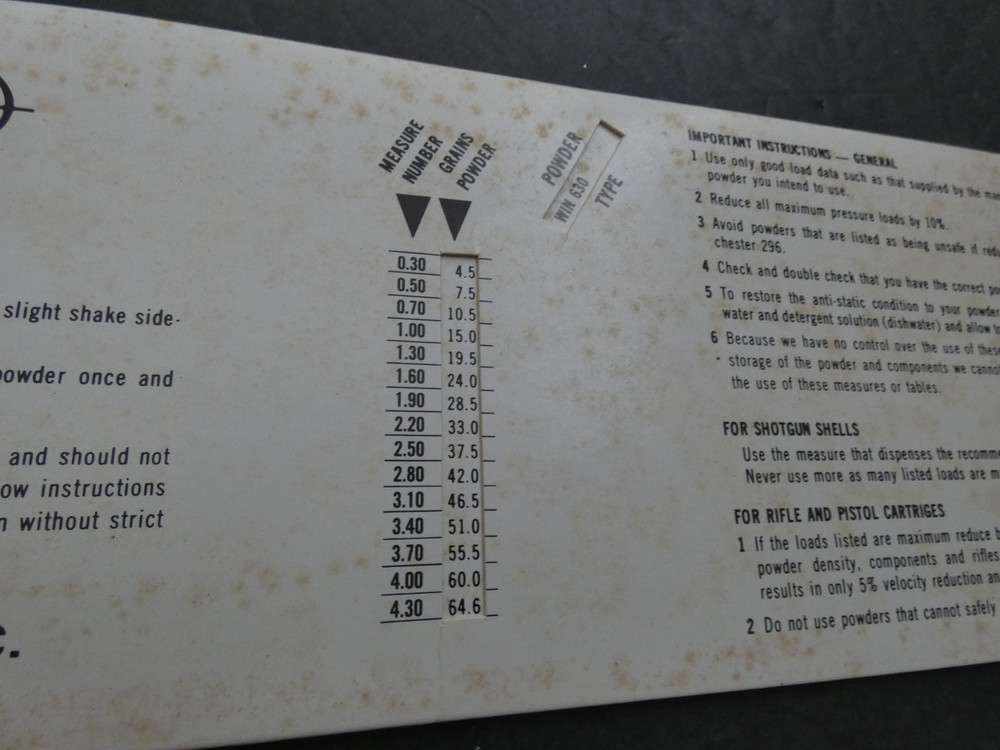 slight shake side-
powder once and
and should not
ow instructions
without strict
MEASURE
NUMBER
GRAINS
POWDER
0.30 4.5
0.50 7.5
0.70 10.5
1.00 15.0
1.30 19.5
1.60 24.0
1.90 28.5
2.20 33.0
2.50 37.5
2.80 42.0
3.10 46.5
3.40 51.0
3.70 55.5
4.00 60.0
4.30 64.6
POWDER
WIN 630
TYPE
IMPORTANT INSTRUCTIONS — GENERAL
1 Use only good load data such as that supplied by the
powder you intend to use.
2 Reduce all maximum pressure loads by 10%.
3 Avoid powders that are listed as being unsafe if
chester 296.
4 Check and double check that you have the correct
5 To restore the anti-static condition to your powder
water and detergent solution (dishwater) and allow
6 Because we have no control over the use of these
storage of the powder and components we cannot
the use of these measures or tables.
FOR SHOTGUN SHELLS
Use the measure that dispenses the
Never use more as many listed loads are
FOR RIFLE AND PISTOL CARTRIGES
1 If the loads listed are maximum reduce
powder density, components and rifles
results in only 5% velocity reduction
2 Do not use powders that cannot safely